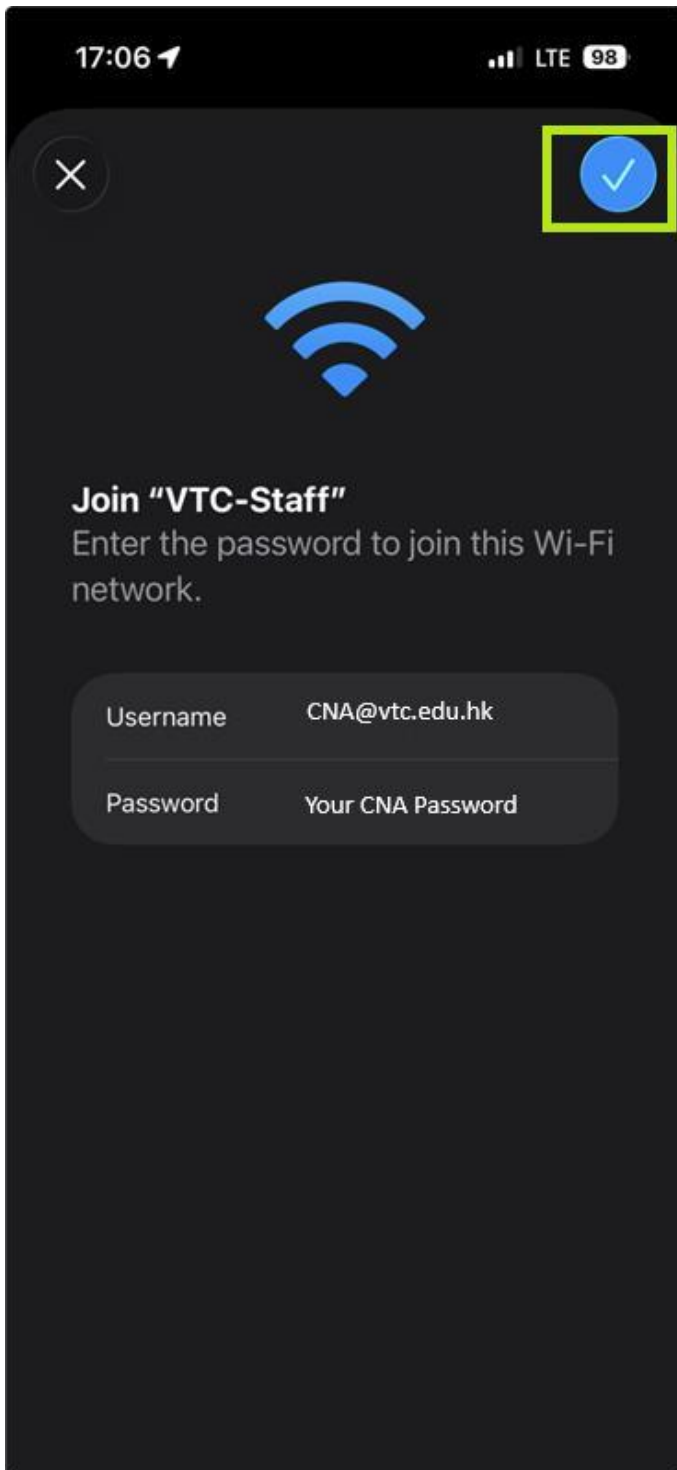 17:06
LTE 98
Join “VTC-Staff”
Enter the password to join this Wi-Fi
network.
Username CNA@vtc.edu.hk
Password Your CNA Password